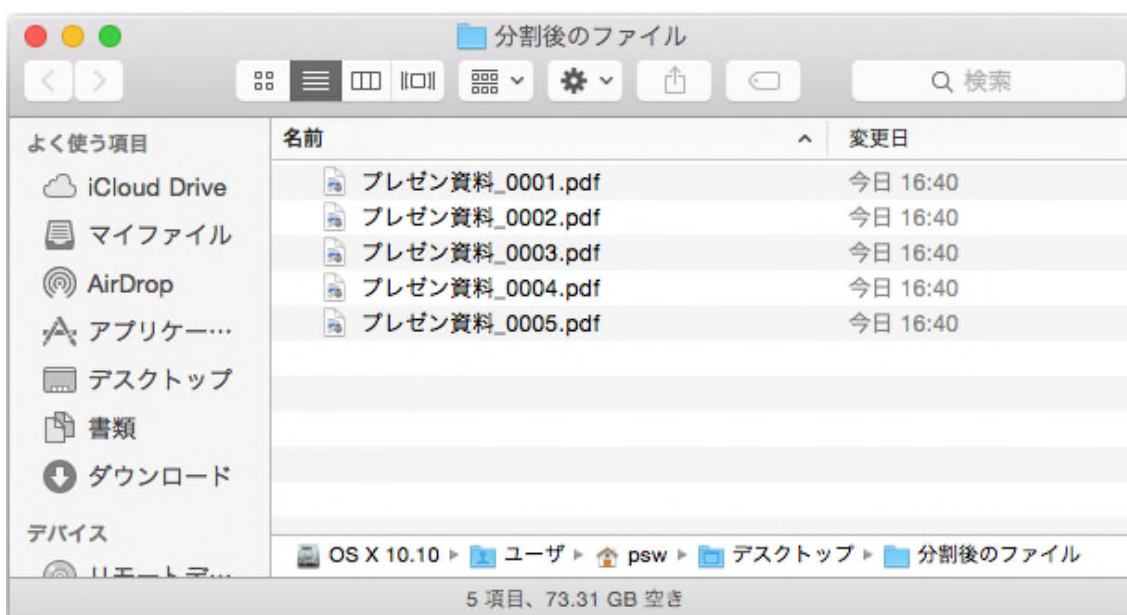 分割後のファイル
検索
よく使う項目
iCloud Drive
マイファイル
AirDrop
アプリケー…
デスクトップ
書類
ダウンロード
デバイス
リモートデ…
名前 変更日
プレゼン資料_0001.pdf 今日 16:40
プレゼン資料_0002.pdf 今日 16:40
プレゼン資料_0003.pdf 今日 16:40
プレゼン資料_0004.pdf 今日 16:40
プレゼン資料_0005.pdf 今日 16:40
OS X 10.10 ▸ ユーザ ▸ psw ▸ デスクトップ ▸ 分割後のファイル
5 項目、73.31 GB 空き